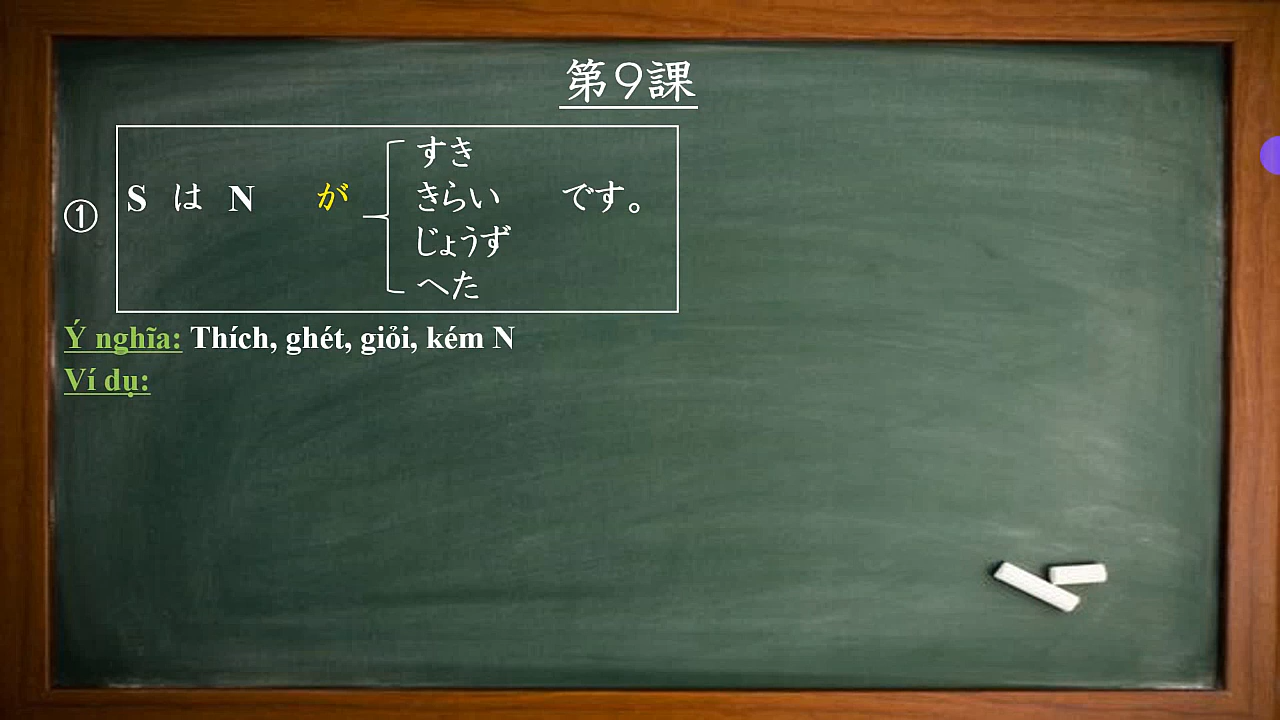 第9課
① S は N が すき です。
きらい
じょうず
へた
Ý nghĩa: Thích, ghét, giỏi, kém N
Ví dụ: